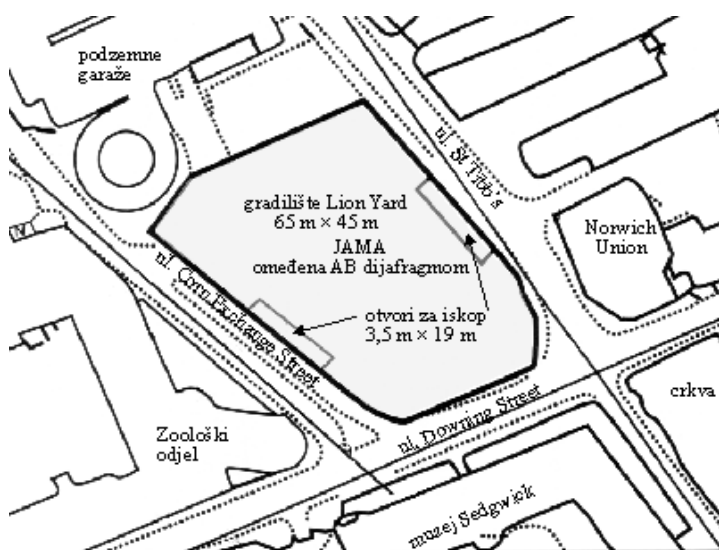 podzemne
garaže
ul. St Tibb's
gradilište Lion Yard
65 m × 45 m
JAMA
omeđena AB dijafragmom
Norwich
Union
ul. Corn Exchange Street
otvori za iskop
3,5 m × 19 m
crkva
ul. Downing Street
Zoološki
odjel
muzej Sedgwick